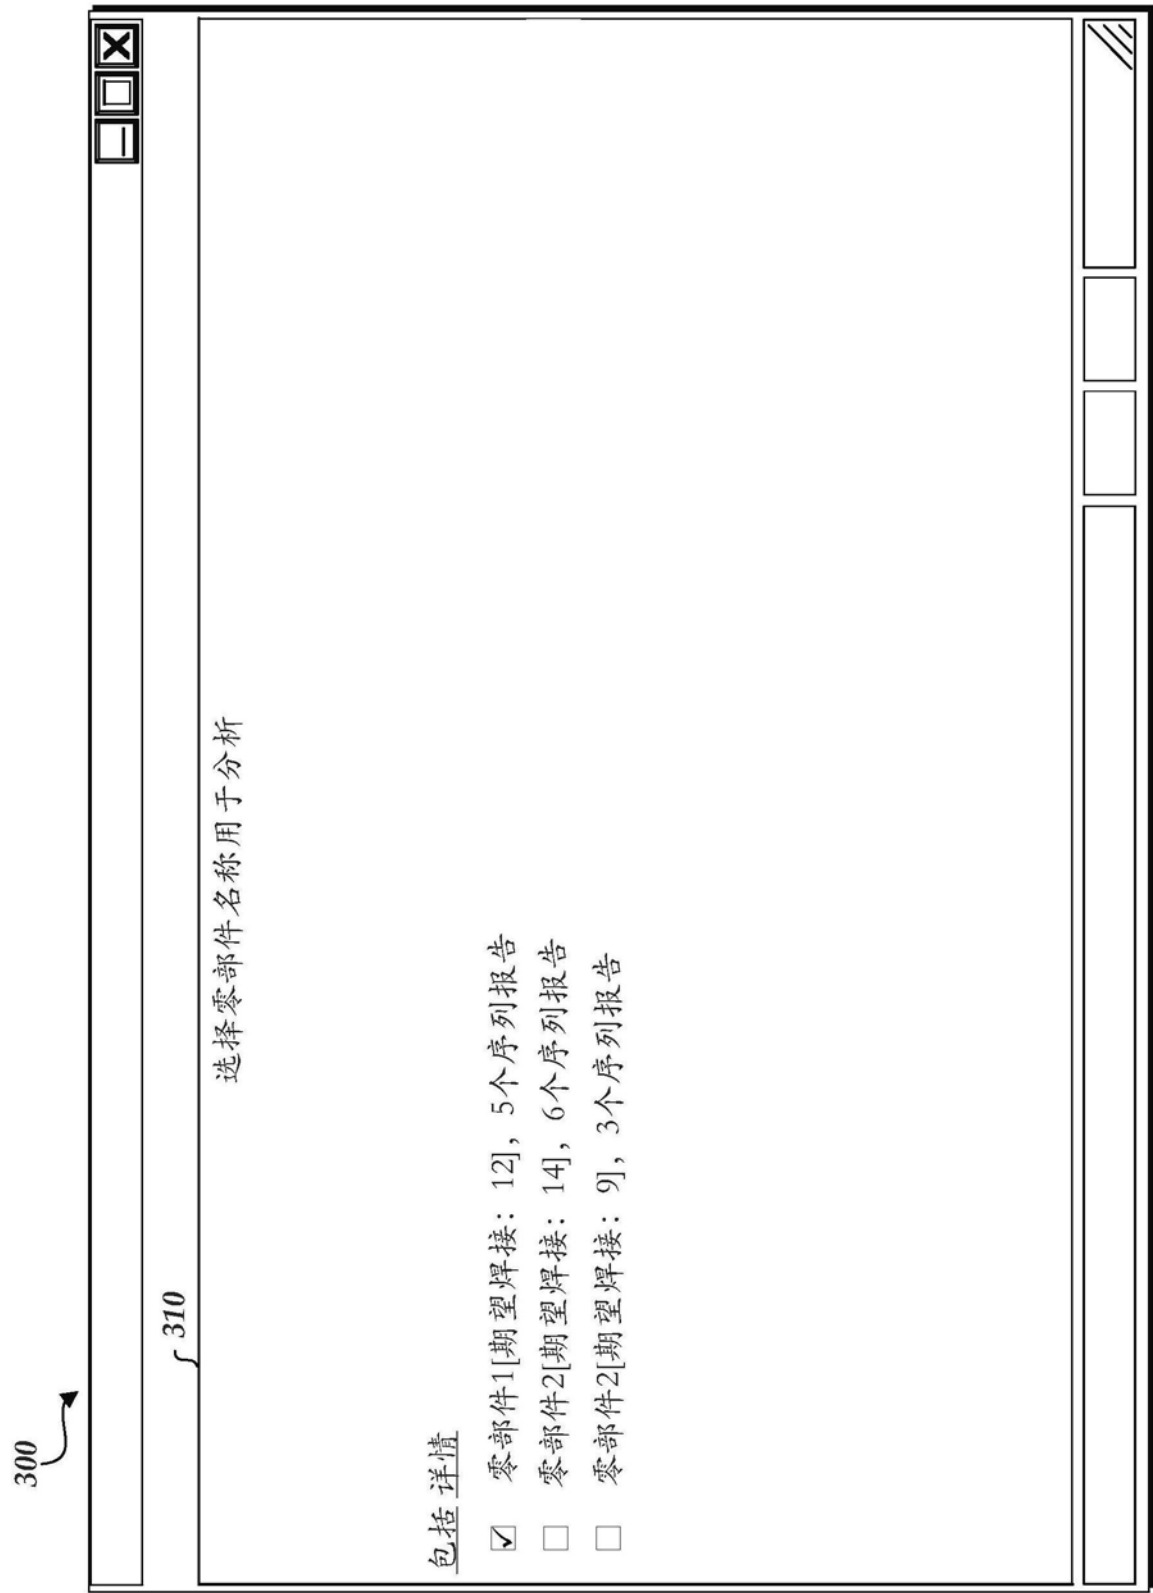 300
310
选择零部件名称用于分析
包括 详情
零部件1[期望焊接：12]，5个序列报告
零部件2[期望焊接：14]，6个序列报告
零部件2[期望焊接：9]，3个序列报告